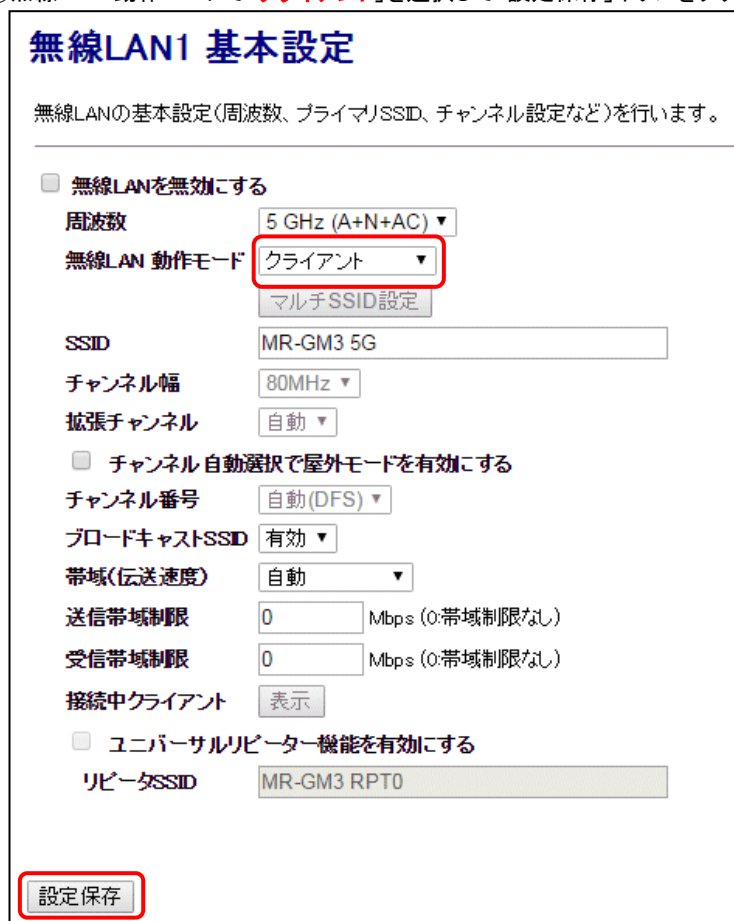 無線LAN1 基本設定
無線LANの基本設定(周波数、プライマリSSID、チャンネル設定など)を行います。
無線LANを無効にする
周波数 5 GHz (A+N+AC) ▼
無線LAN 動作モード クライアント ▼
マルチSSID設定
SSID MR-GM3 5G
チャンネル幅 80MHz ▼
拡張チャンネル 自動 ▼
チャンネル自動選択で屋外モードを有効にする
チャンネル番号 自動(DFS) ▼
ブロードキャストSSID 有効 ▼
帯域(伝送速度) 自動 ▼
送信帯域制限 0 Mbps (0:帯域制限なし)
受信帯域制限 0 Mbps (0:帯域制限なし)
接続中クライアント 表示
ユニバーサルリピーター機能を有効にする
リピータSSID MR-GM3 RPT0
設定保存